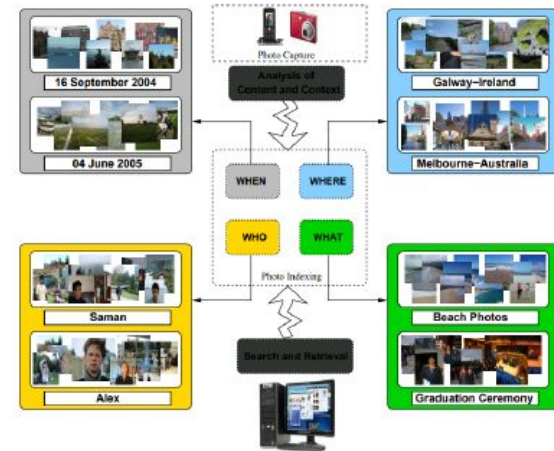 Photo Capture
Analysis of
Content and Context
16 September 2004
04 June 2005
Galway-Ireland
Melbourne-Australia
WHEN
WHERE
WHO
WHAT
Photo Indexing
Saman
Alex
Beach Photos
Graduation Ceremony
Search and Retrieval